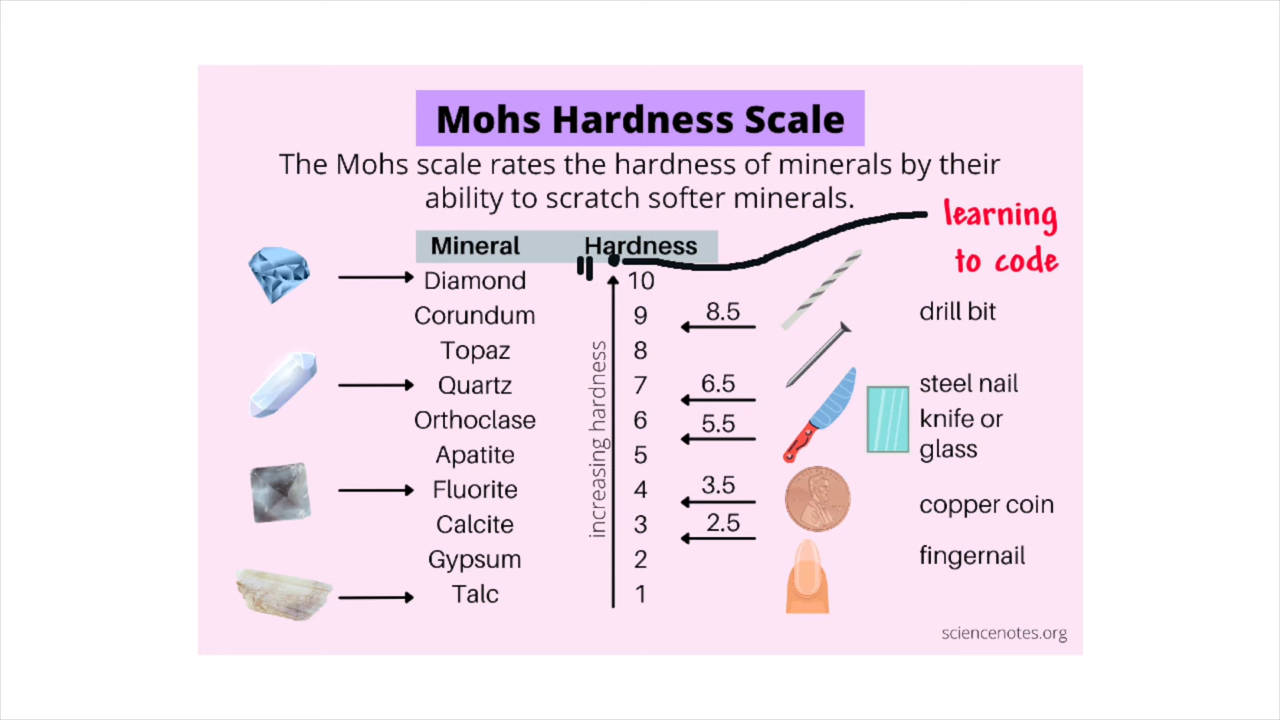 Mohs Hardness Scale
The Mohs scale rates the hardness of minerals by their
ability to scratch softer minerals.
learning
to code
Mineral Hardness
11
Diamond 10
Corundum 9
Topaz 8
Quartz 7
Orthoclase 6
Apatite 5
Fluorite 4
Calcite 3
Gypsum 2
Talc 1
increasing hardness
8.5 drill bit
6.5 steel nail
5.5 knife or
glass
3.5 copper coin
2.5 fingernail
sciencenotes.org